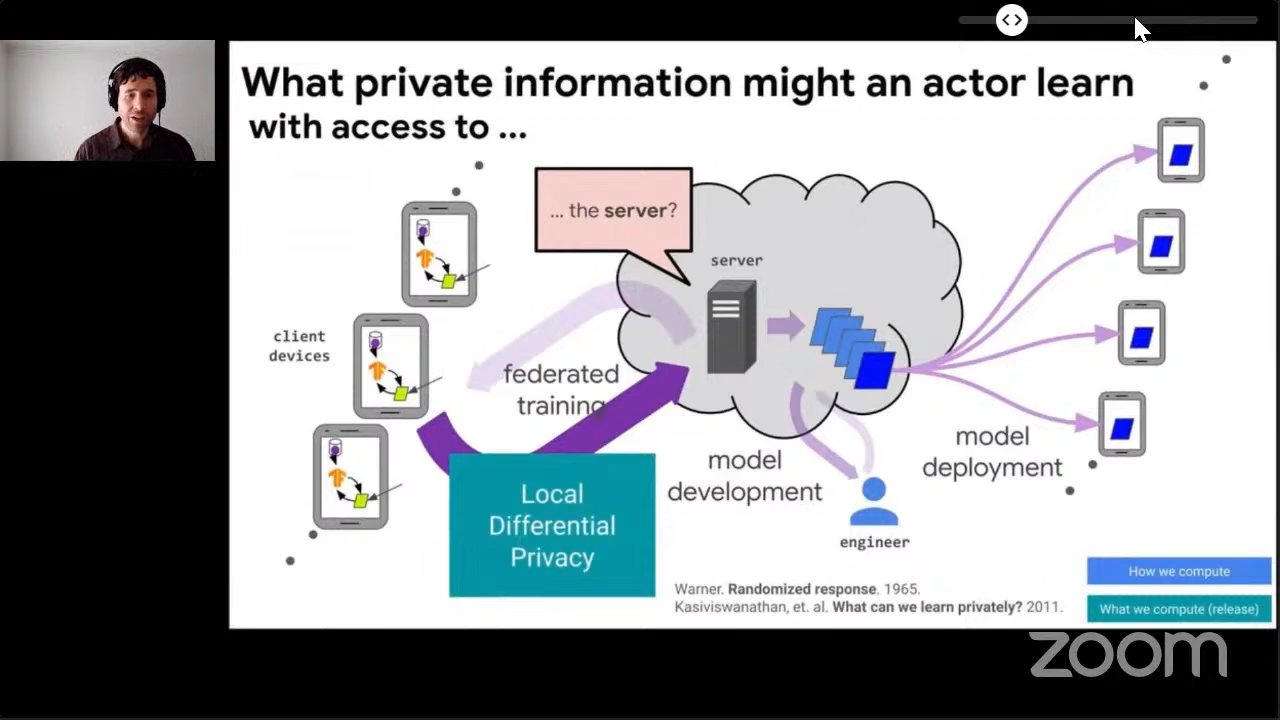 What private information might an actor learn
with access to ...
... the server?
server
client
devices
federated
training
Local
Differential
Privacy
model
development
model
deployment
engineer
Warner. Randomized response. 1965.
Kasiviswanathan, et. al. What can we learn privately? 2011.
How we compute
What we compute (release)
zoom